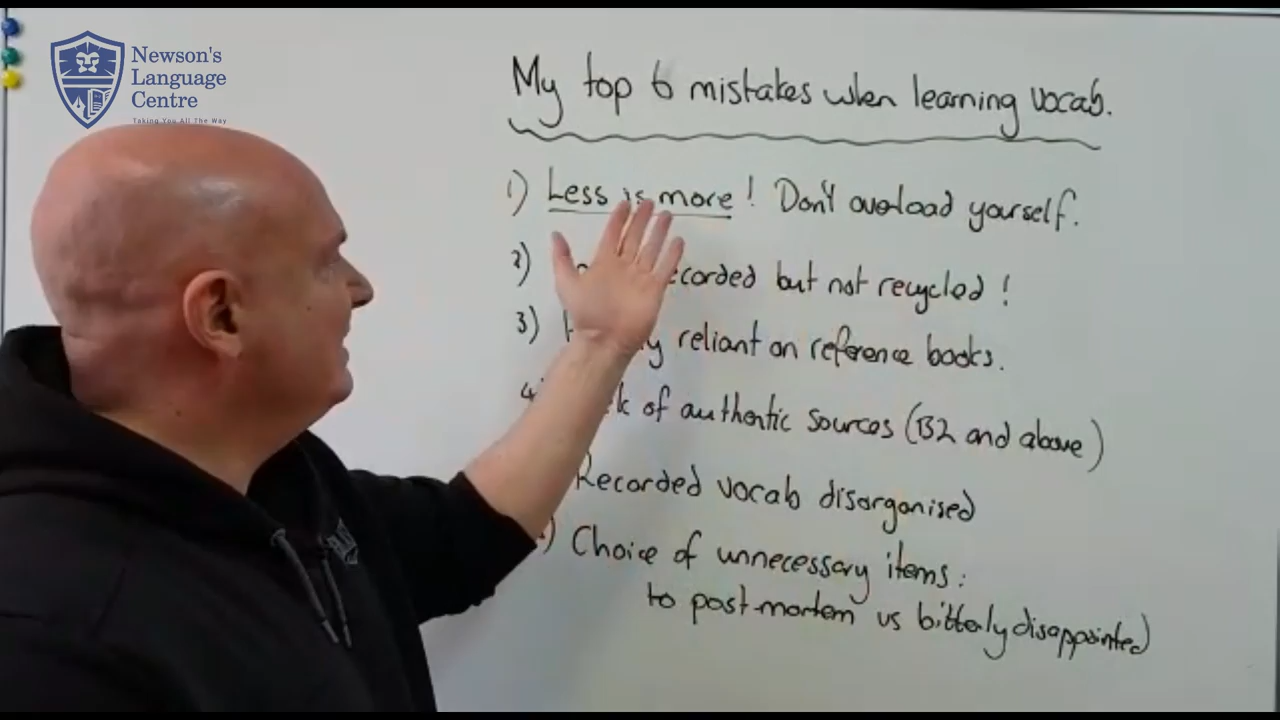 Newson's
Language
Centre
Taking You All The Way
My top 6 mistakes when learning vocab.
1) Less is more! Don't overload yourself.
2) recorded but not recycled!
3) reliant on reference books.
4 of authentic sources (B2 and above)
Recorded vocab disorganised
) Choice of unnecessary items:
to post-mortem vs bitterly disappointed